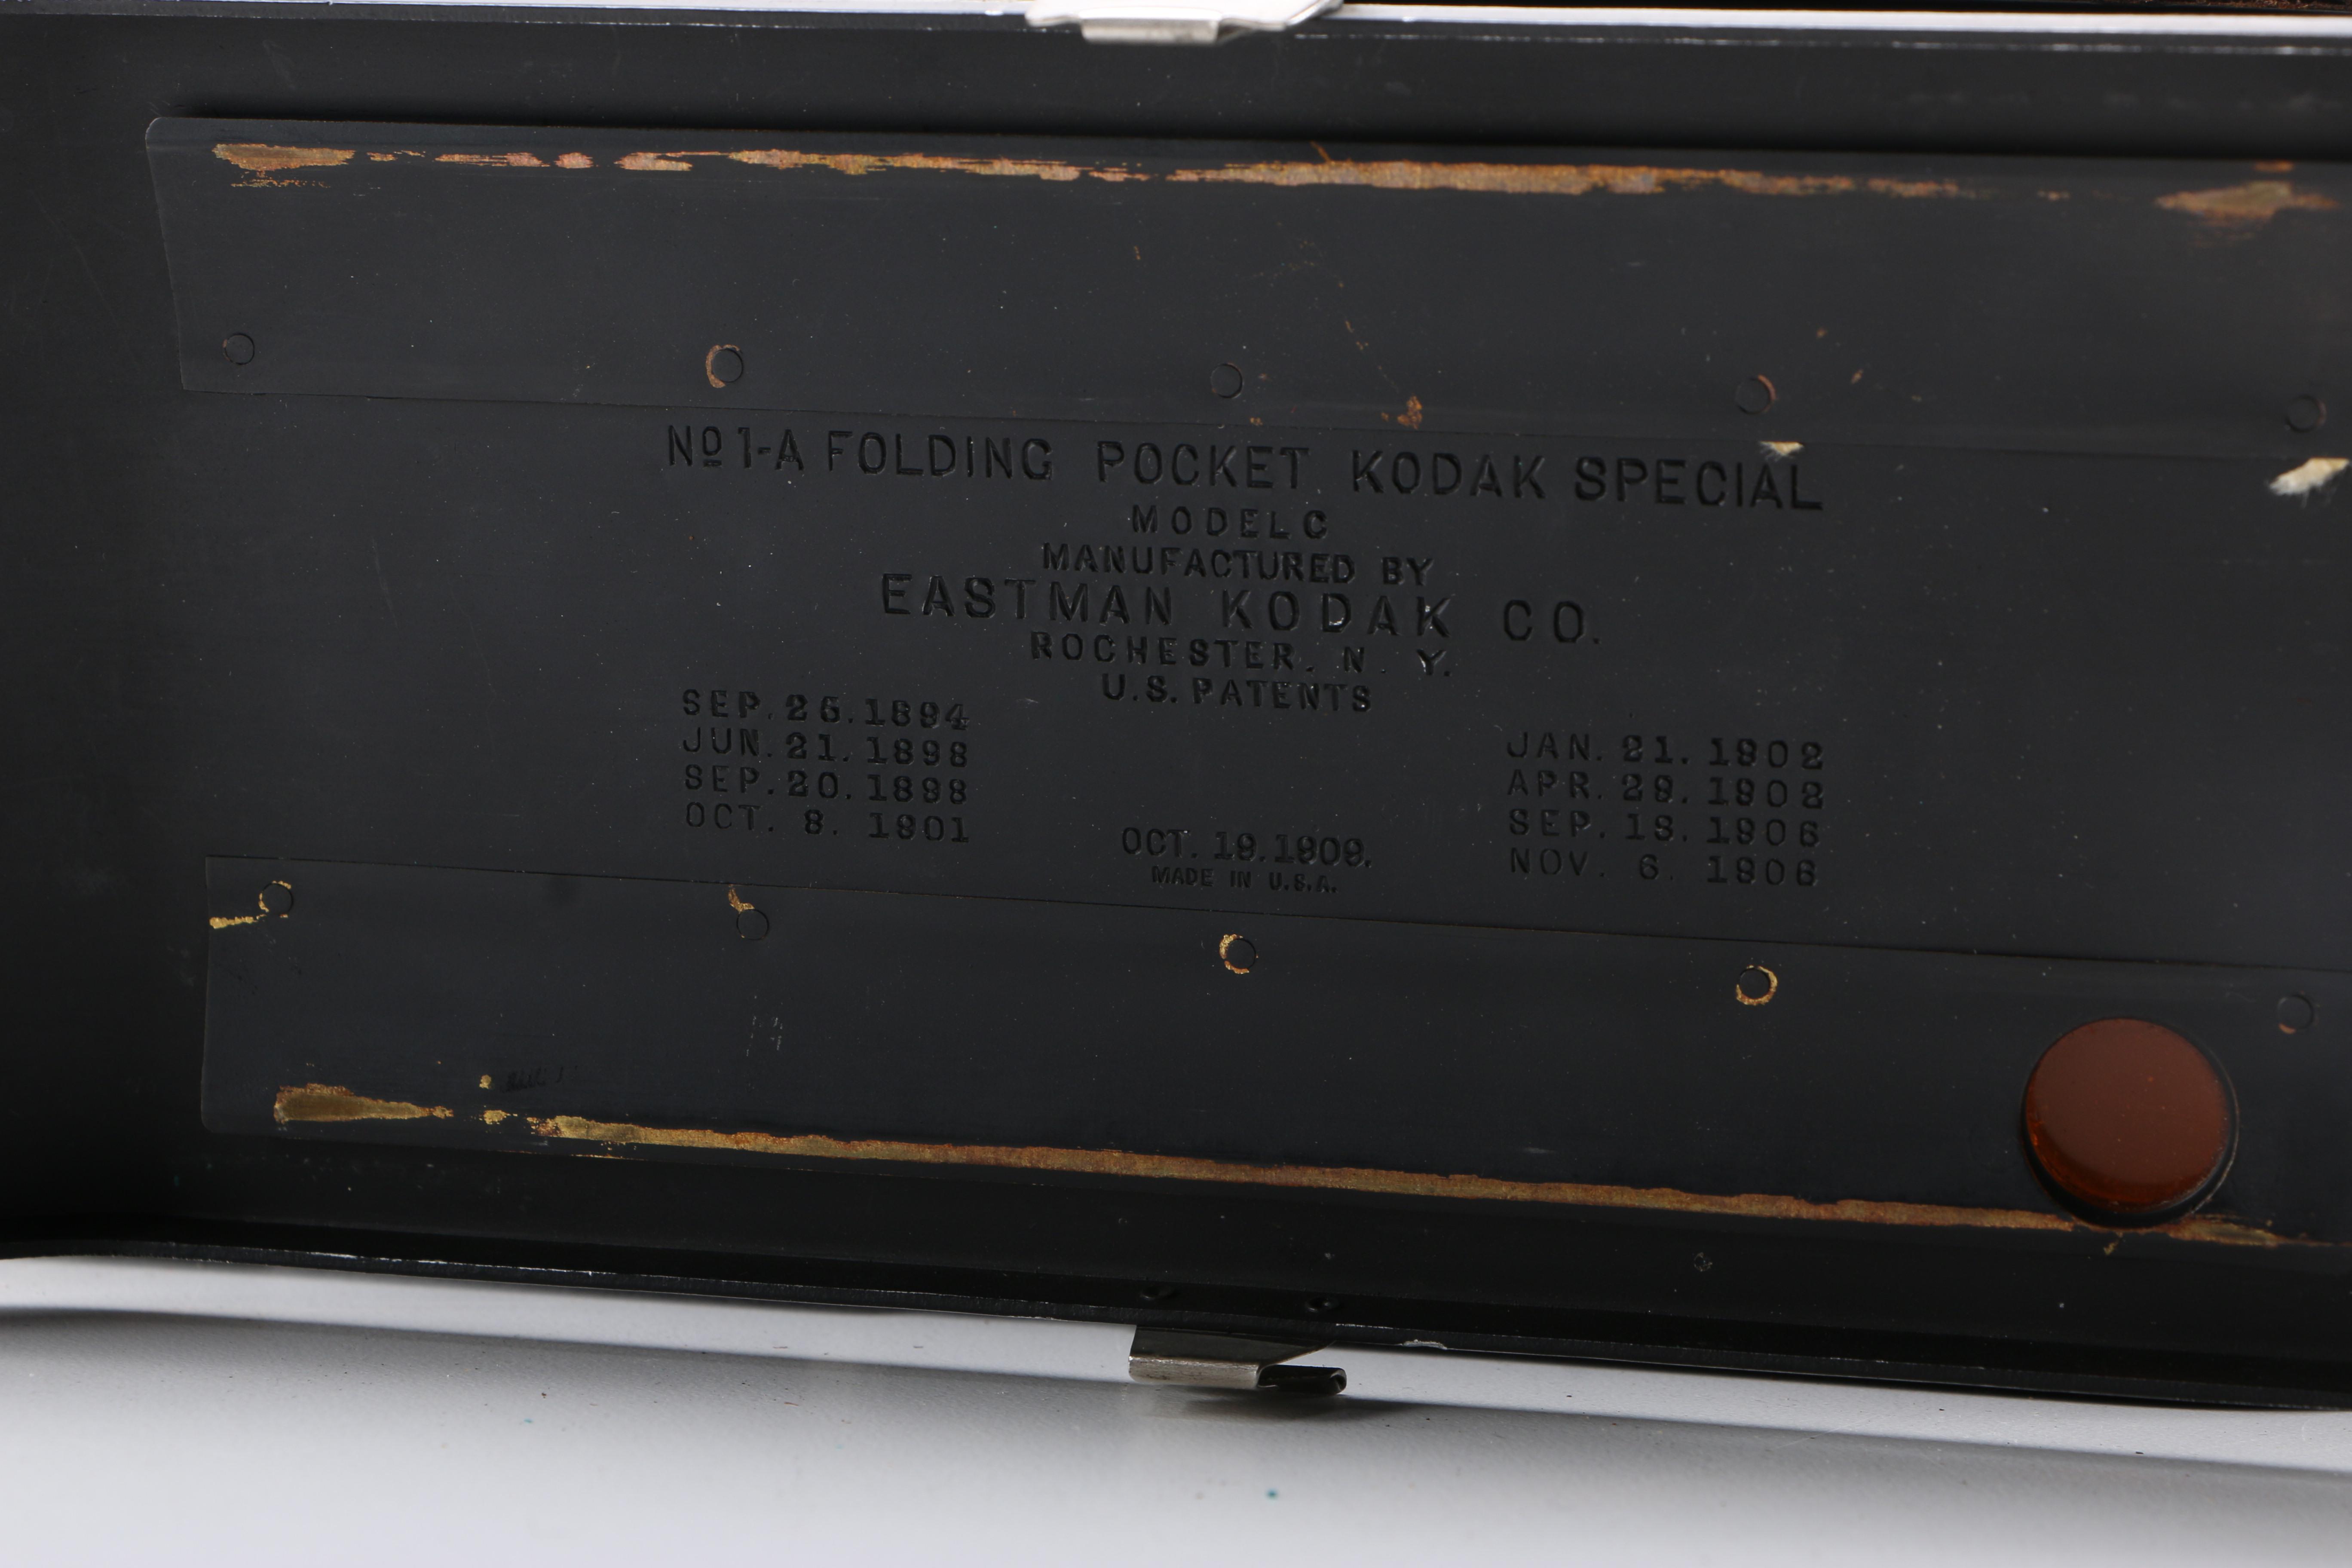 Nº 1-A FOLDING POCKET KODAK SPECIAL
MODEL C
MANUFACTURED BY
EASTMAN KODAK CO.
ROCHESTER. N. Y.
U.S. PATENTS
SEP. 25. 1894
JUN. 21. 1898
SEP. 20. 1898
OCT. 8. 1901
OCT. 19. 1909.
MADE IN U.S.A.
JAN. 21. 1902
APR. 29. 1902
SEP. 18. 1906
NOV. 6. 1906